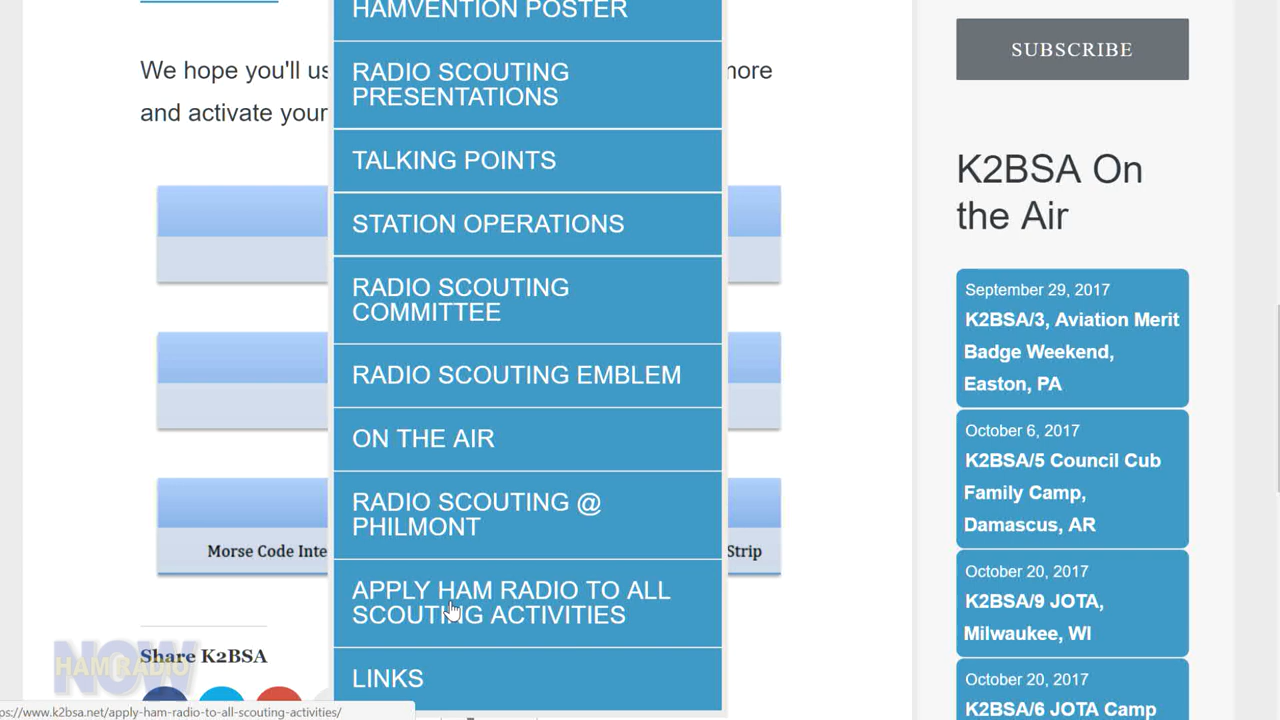 HAMVENTION POSTER
We hope you'll us
more
and activate your
RADIO SCOUTING
PRESENTATIONS
TALKING POINTS
STATION OPERATIONS
RADIO SCOUTING
COMMITTEE
RADIO SCOUTING EMBLEM
ON THE AIR
RADIO SCOUTING @
PHILMONT
Morse Code Inte
Strip
APPLY HAM RADIO TO ALL
SCOUTING ACTIVITIES
LINKS
Share K2BSA
HAM RADIO
NOW
ps://www.k2bsa.net/apply-ham-radio-to-all-scouting-activities/
SUBSCRIBE
K2BSA On
the Air
September 29, 2017
K2BSA/3, Aviation Merit
Badge Weekend,
Easton, PA
October 6, 2017
K2BSA/5 Council Cub
Family Camp,
Damascus, AR
October 20, 2017
K2BSA/9 JOTA,
Milwaukee, WI
October 20, 2017
K2BSA/6 JOTA Camp